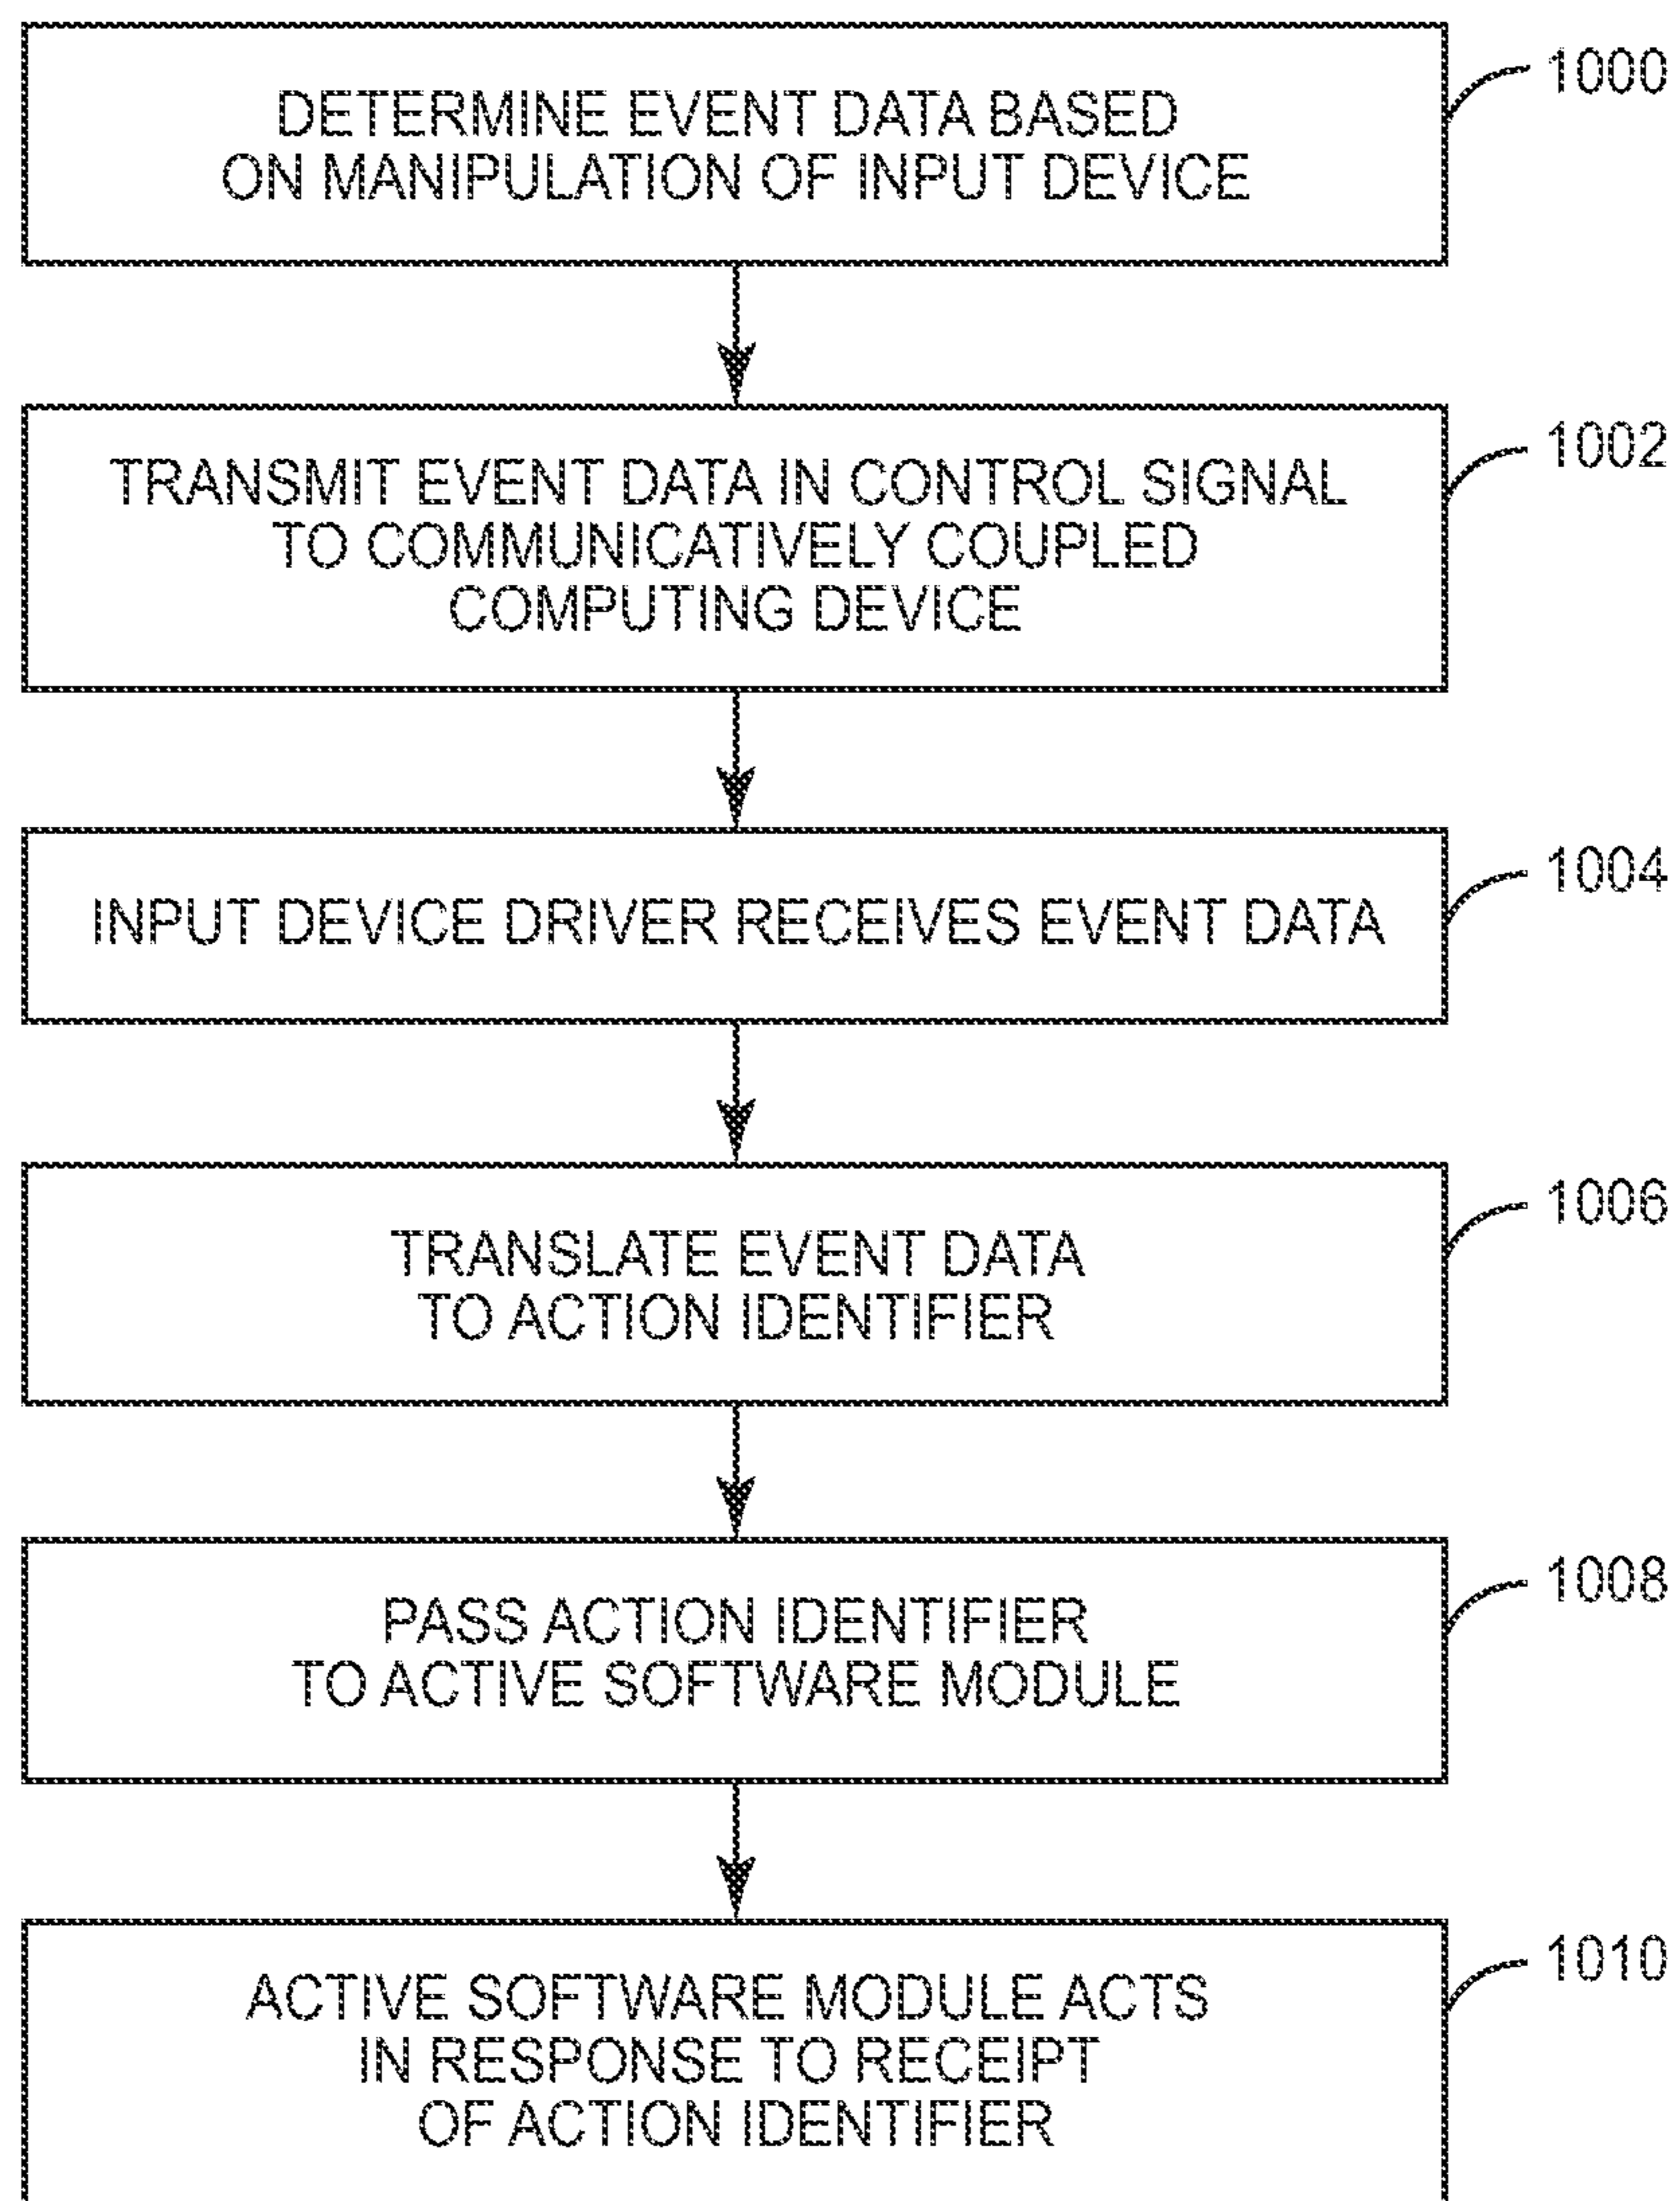 DETERMINE EVENT DATA BASED
ON MANIPULATION OF INPUT DEVICE
1000
TRANSMIT EVENT DATA IN CONTROL SIGNAL
TO COMMUNICATIVELY COUPLED
COMPUTING DEVICE
1002
INPUT DEVICE DRIVER RECEIVES EVENT DATA
1004
TRANSLATE EVENT DATA
TO ACTION IDENTIFIER
1006
PASS ACTION IDENTIFIER
TO ACTIVE SOFTWARE MODULE
1008
ACTIVE SOFTWARE MODULE ACTS
IN RESPONSE TO RECEIPT
OF ACTION IDENTIFIER
1010